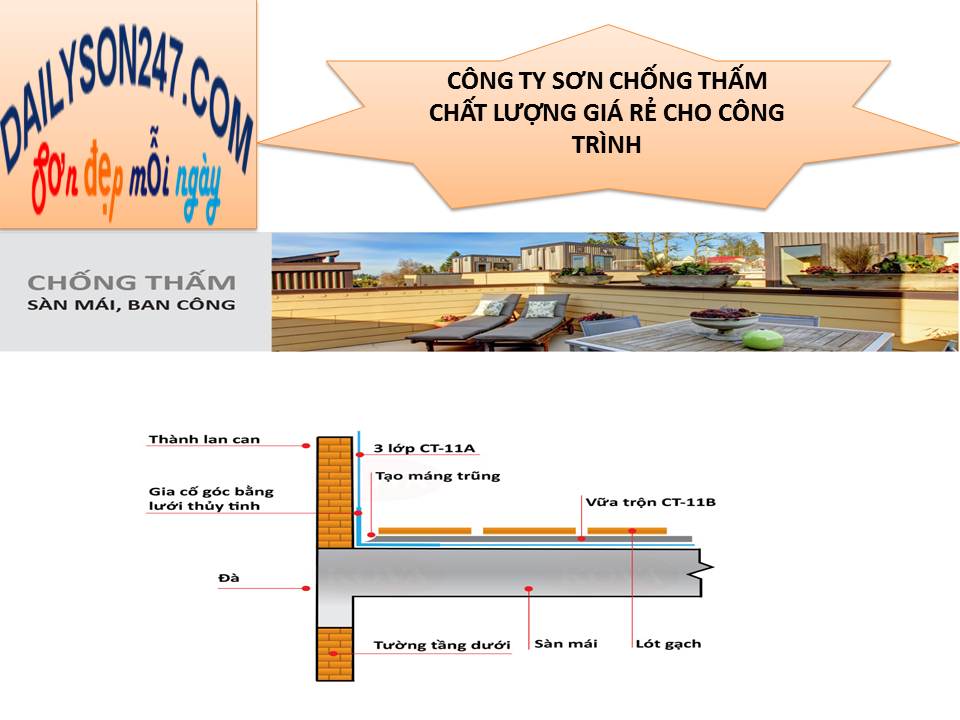 DAILYSON247.COM
Sơn đẹp mỗi ngày
CÔNG TY SƠN CHỐNG THẤM
CHẤT LƯỢNG GIÁ RẺ CHO CÔNG
TRÌNH
CHỐNG THẤM
SÀN MÁI, BAN CÔNG
Thành lan can
3 lớp CT-11A
Tạo máng trũng
Gia cố góc bằng
lưới thủy tinh
Vữa trộn CT-11B
Đà
Tường tầng dưới
Sàn mái
Lót gạch